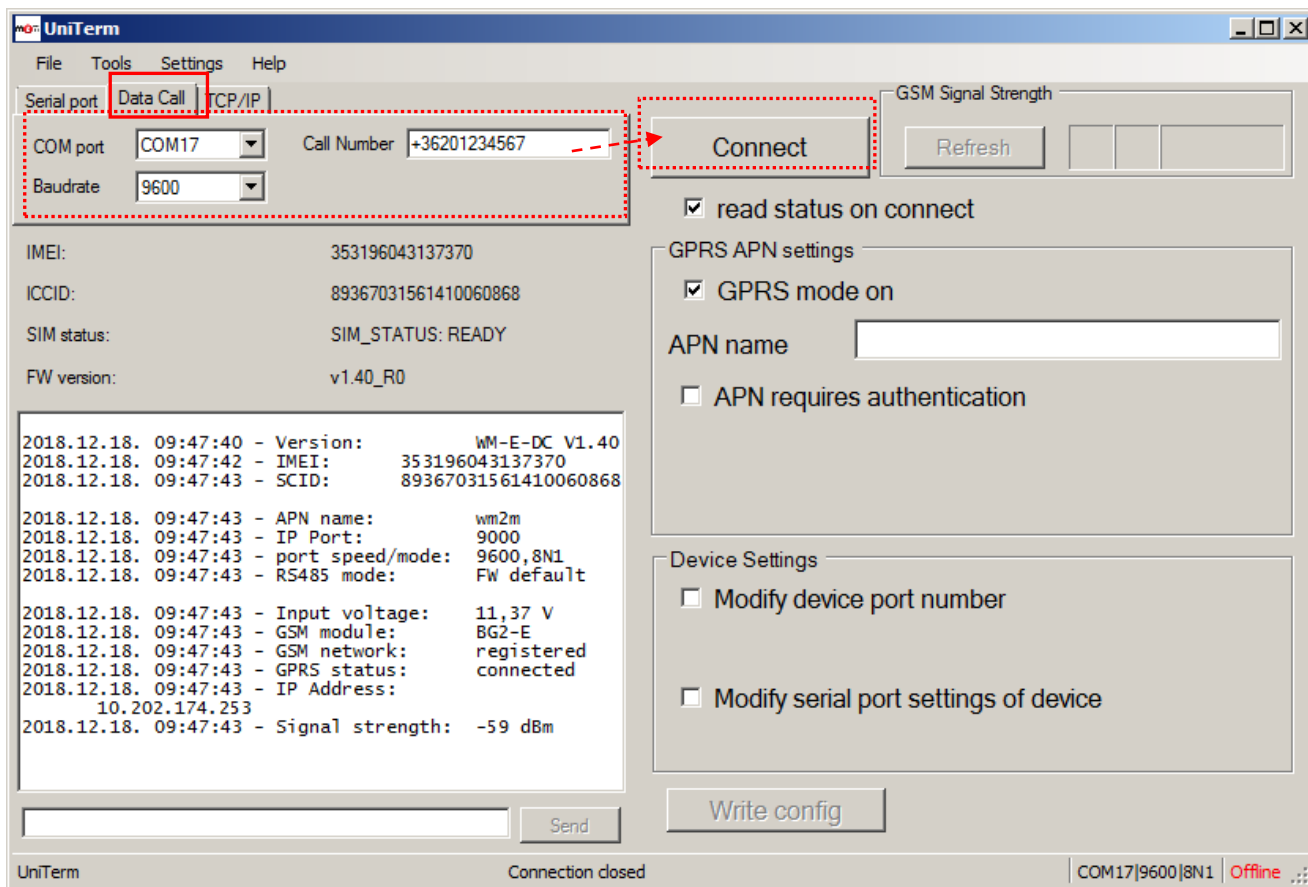 UniTerm
File Tools Settings Help
Serial port Data Call TCP/IP
COM port COM17 Call Number +36201234567
Baudrate 9600
Connect
GSM Signal Strength
Refresh
read status on connect
IMEI: 353196043137370
ICCID: 89367031561410060868
SIM status: SIM_STATUS: READY
FW version: v1.40_R0
GPRS APN settings
GPRS mode on
APN name
APN requires authentication
2018.12.18. 09:47:40 - Version: WM-E-DC V1.40
2018.12.18. 09:47:42 - IMEI: 353196043137370
2018.12.18. 09:47:43 - SCID: 89367031561410060868
2018.12.18. 09:47:43 - APN name: wm2m
2018.12.18. 09:47:43 - IP Port: 9000
2018.12.18. 09:47:43 - port speed/mode: 9600,8N1
2018.12.18. 09:47:43 - RS485 mode: FW default
2018.12.18. 09:47:43 - Input voltage: 11,37 V
2018.12.18. 09:47:43 - GSM module: BG2-E
2018.12.18. 09:47:43 - GSM network: registered
2018.12.18. 09:47:43 - GPRS status: connected
2018.12.18. 09:47:43 - IP Address:
10.202.174.253
2018.12.18. 09:47:43 - Signal strength: -59 dBm
Send
Device Settings
Modify device port number
Modify serial port settings of device
Write config
UniTerm Connection closed COM17|9600|8N1 Offline